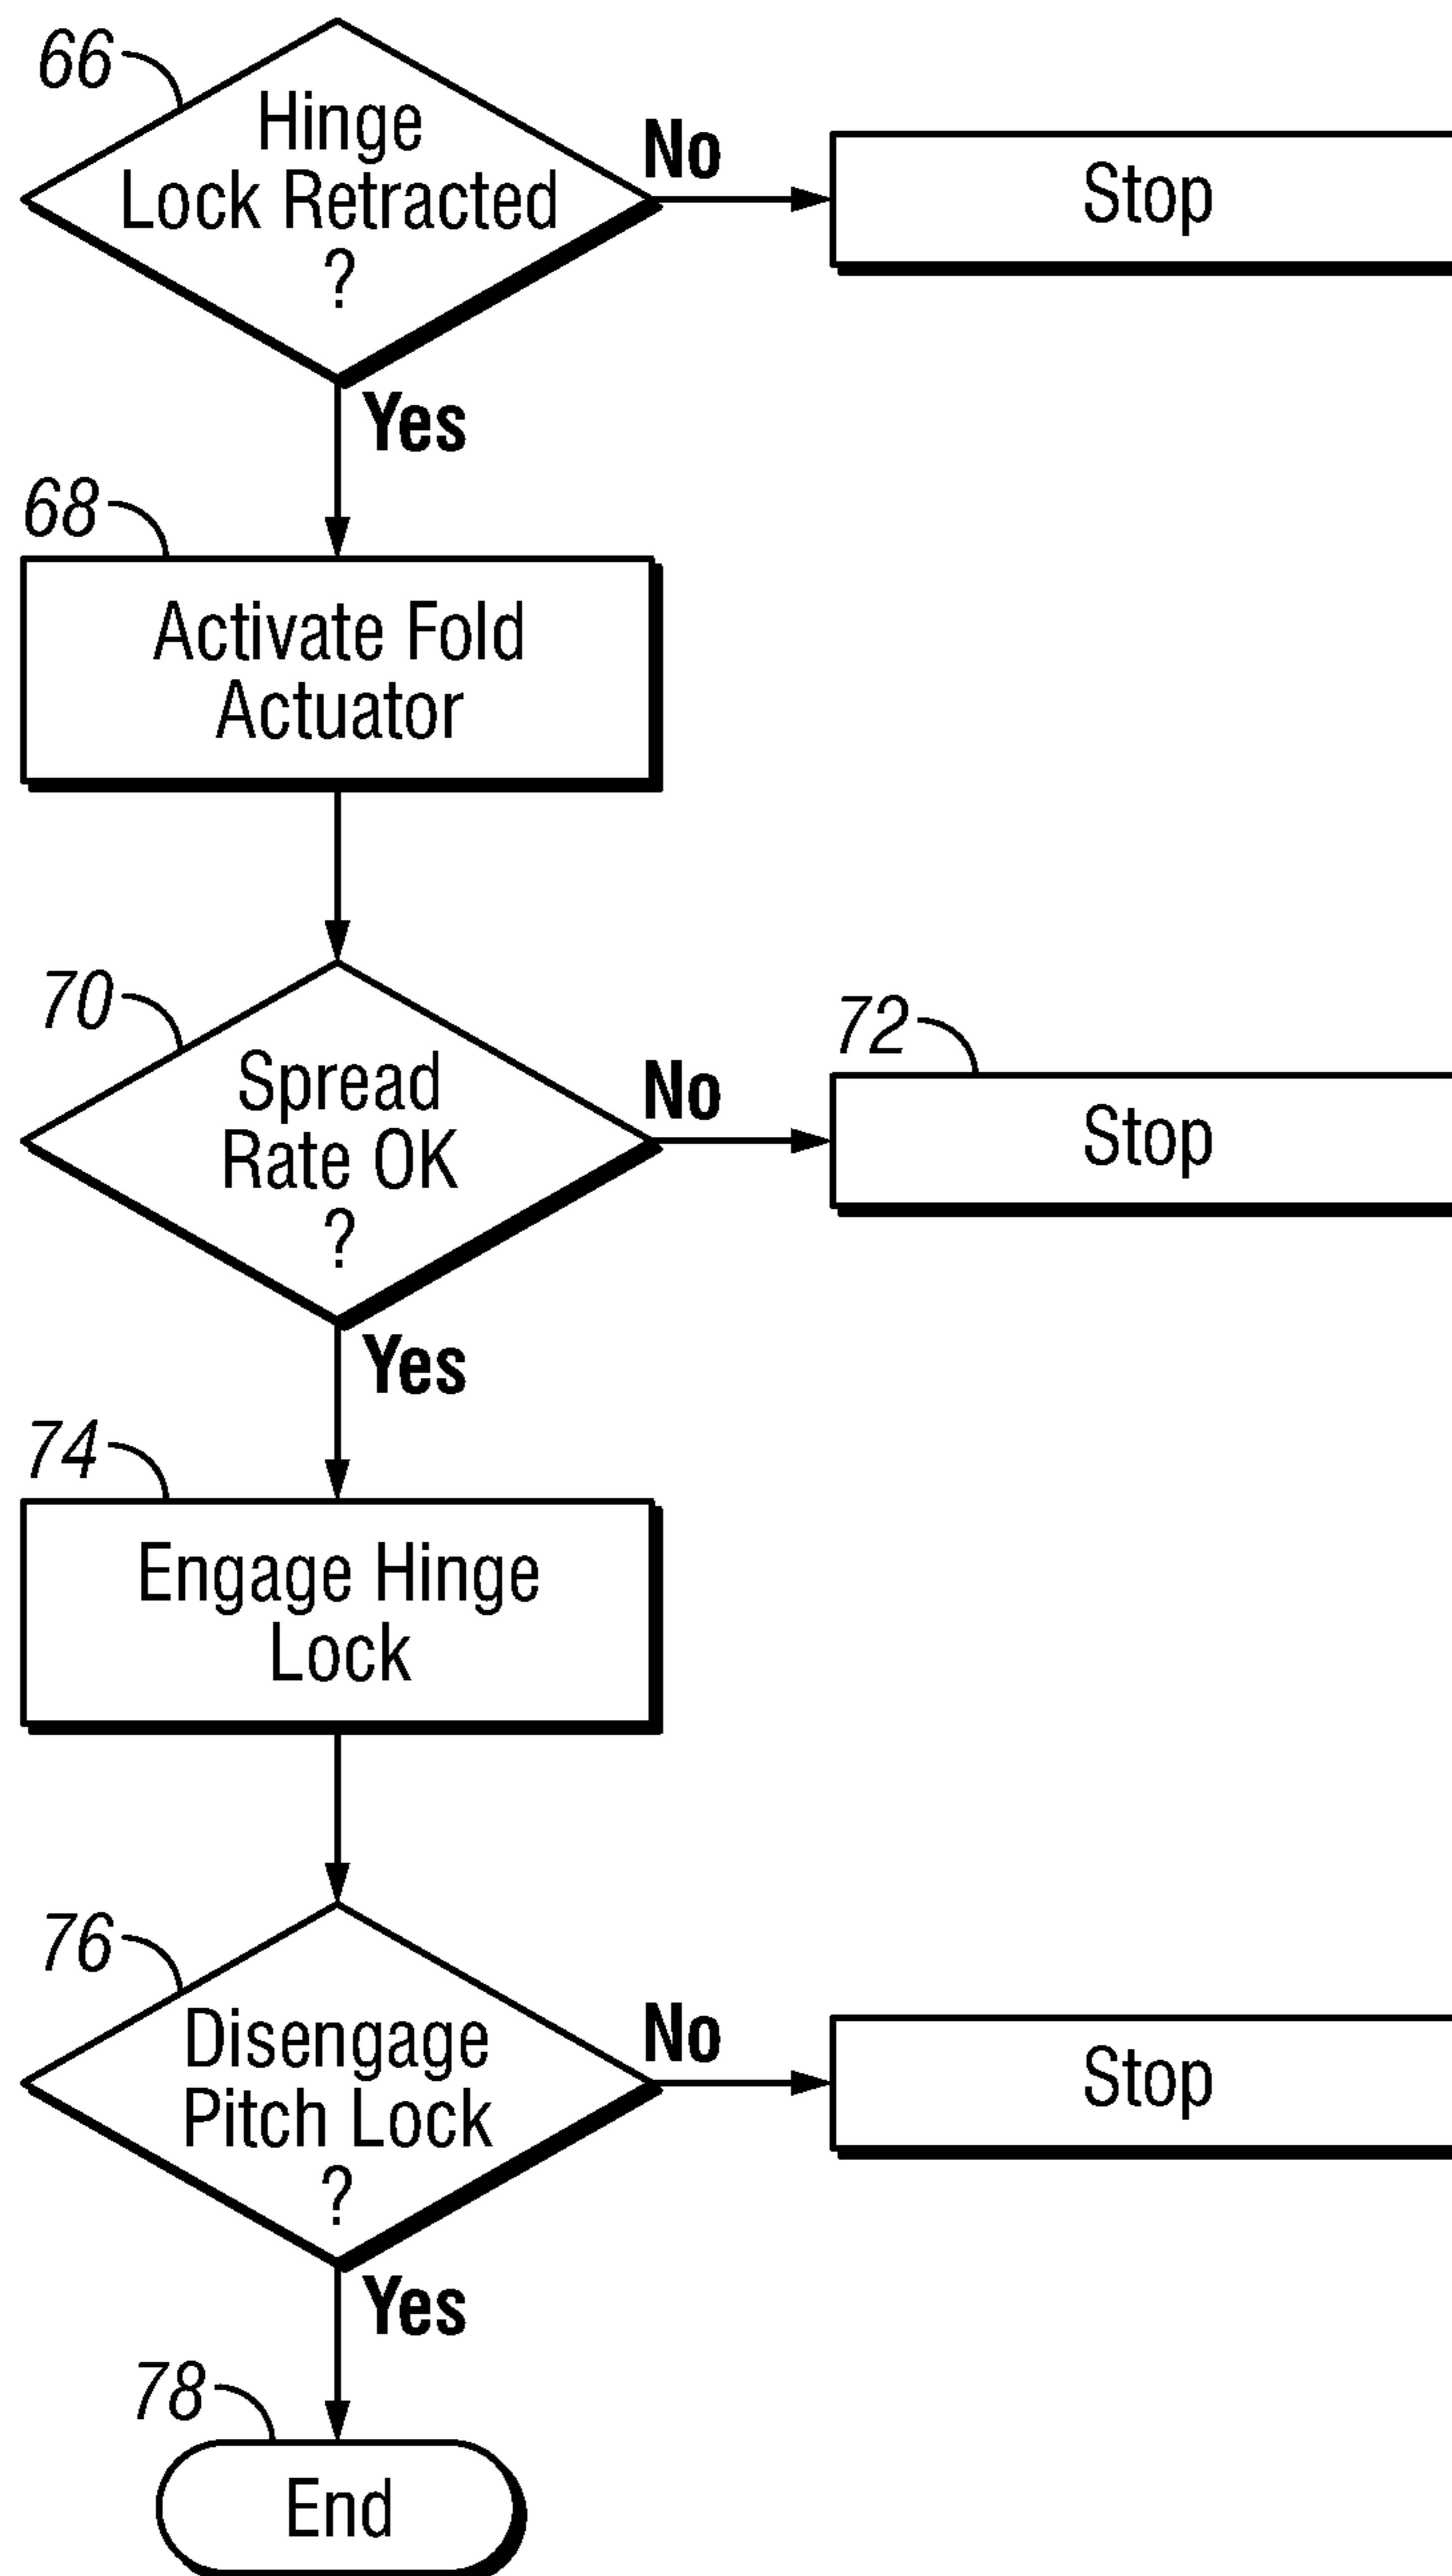 66
Hinge
Lock Retracted
?
No
Stop
Yes
68
Activate Fold
Actuator
70
Spread
Rate OK
?
No
72
Stop
Yes
74
Engage Hinge
Lock
76
Disengage
Pitch Lock
?
No
Stop
Yes
78
End